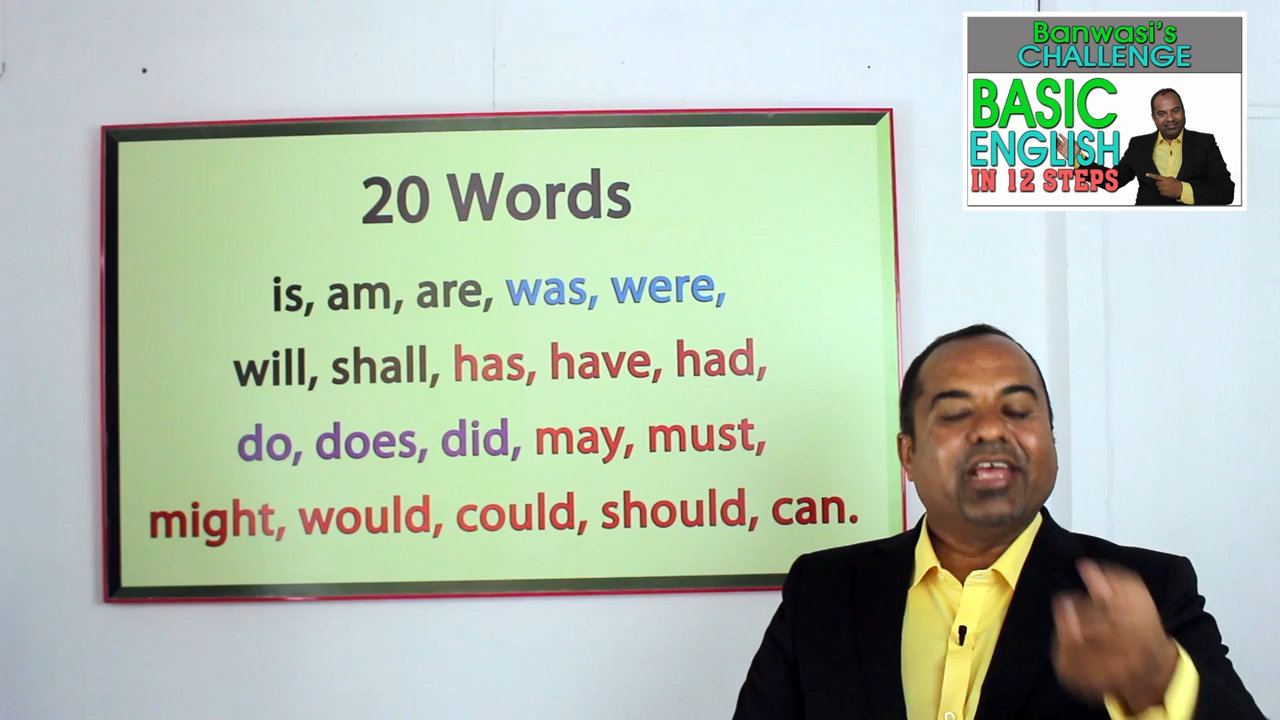 Banwasi's
CHALLENGE
BASIC
ENGLISH
IN 12 STEPS
20 Words
is, am, are, was, were,
will, shall, has, have, had,
do, does, did, may, must,
might, would, could, should, can.